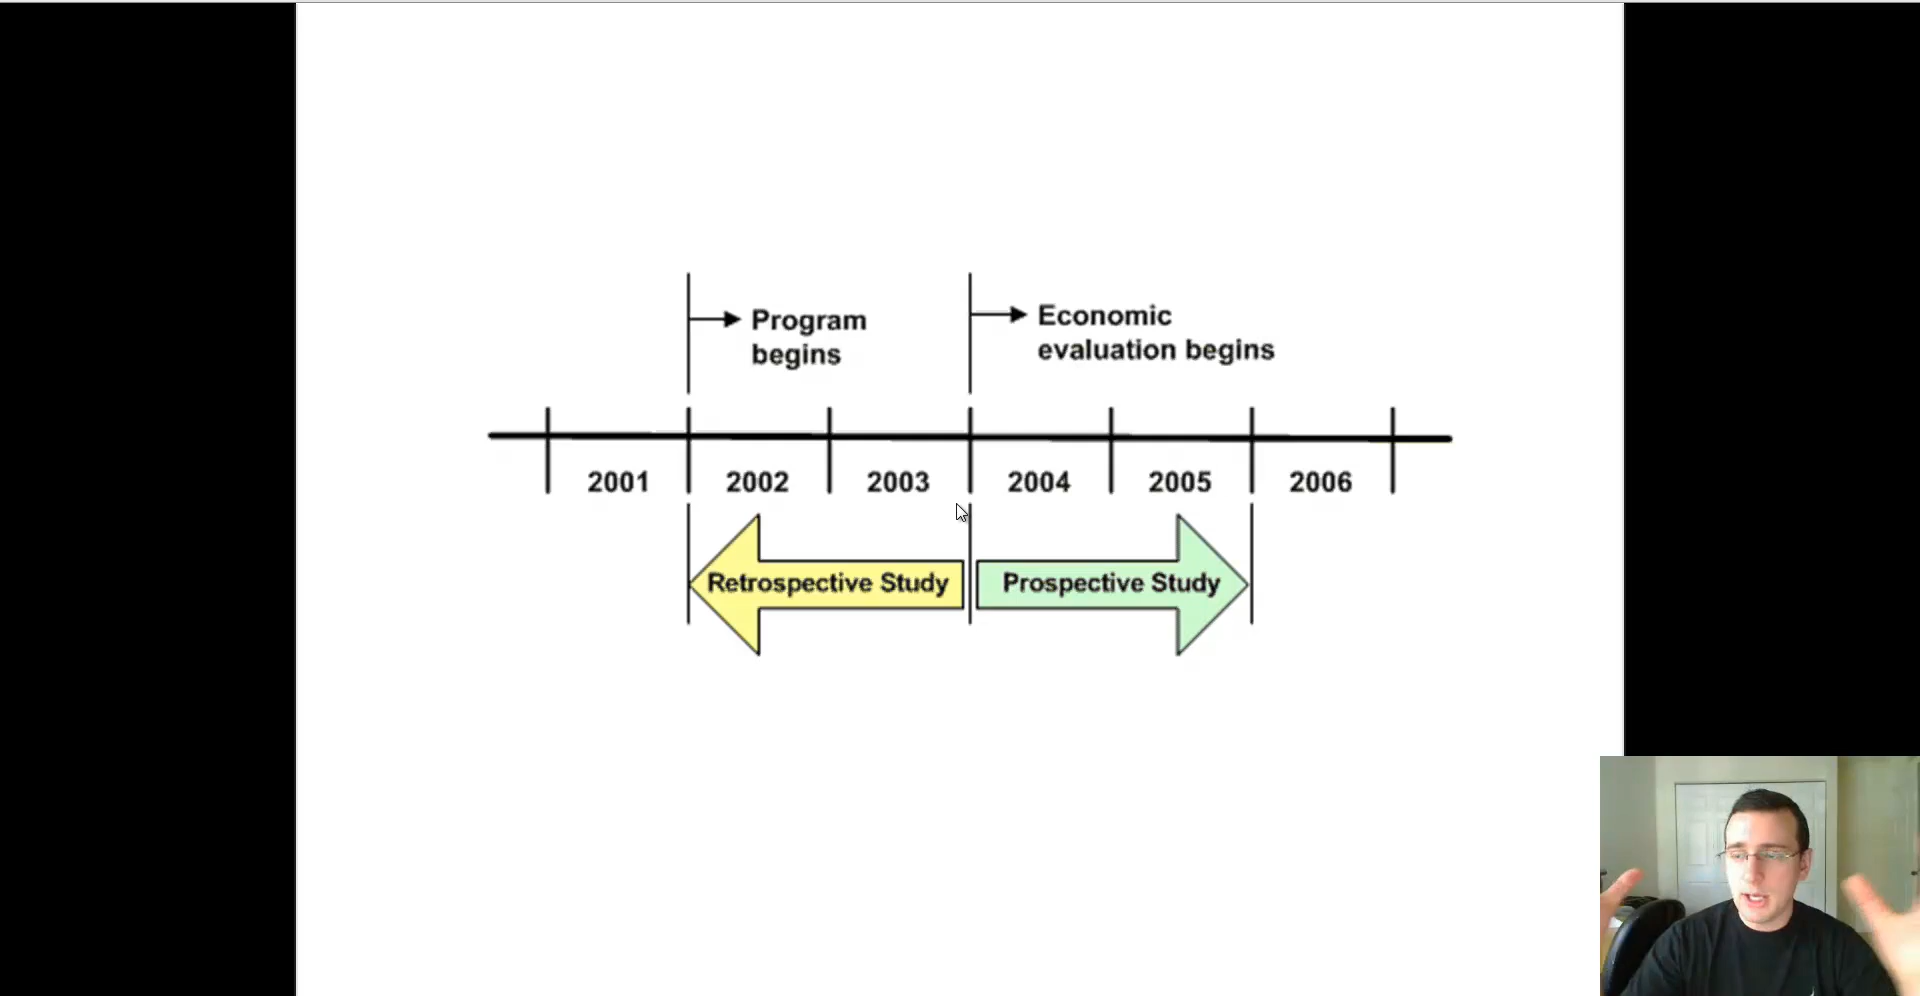 Program
begins
Economic
evaluation begins
2001
2002
2003
2004
2005
2006
Retrospective Study
Prospective Study